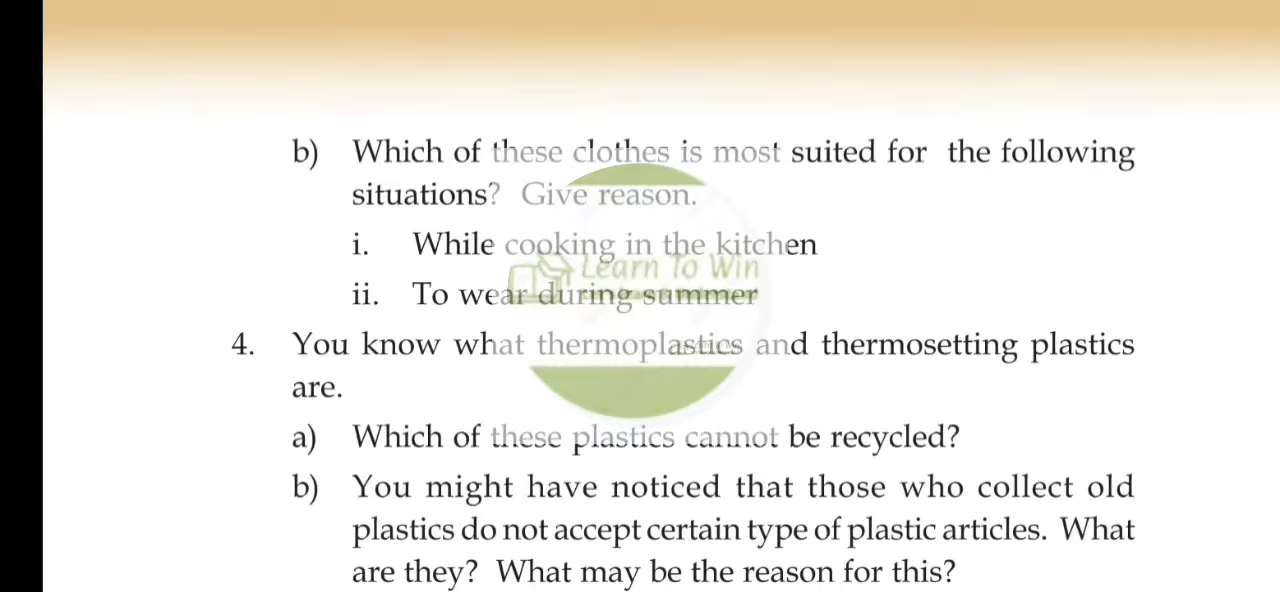 b) Which of these clothes is most suited for the following
situations? Give reason.
i. While cooking in the kitchen
Learn To Win
ii. To wear during summer
4. You know what thermoplastics and thermosetting plastics
are.
a) Which of these plastics cannot be recycled?
b) You might have noticed that those who collect old
plastics do not accept certain type of plastic articles. What
are they? What may be the reason for this?